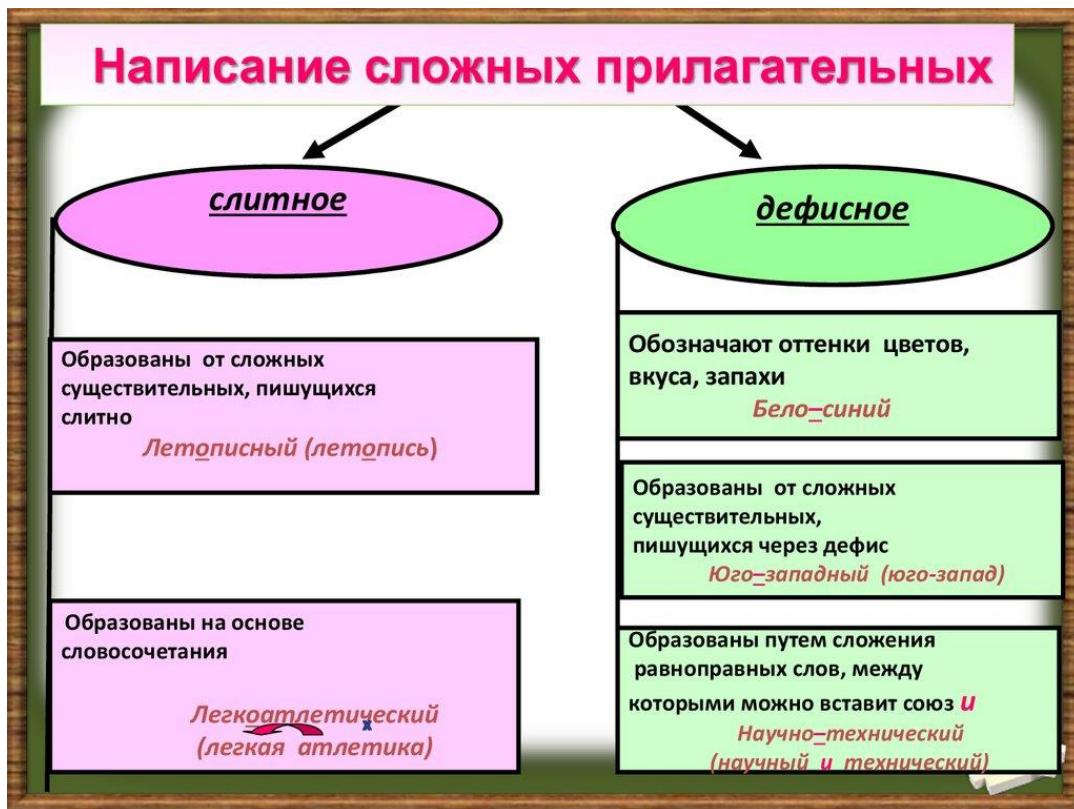 Написание сложных прилагательных
слитное
Образованы от сложных
существительных, пишущихся
слитно
Летописный (летопись)
Образованы на основе
словосочетания
Легкоатлетический
х
(легкая атлетика)
дефисное
Обозначают оттенки цветов,
вкуса, запахи
Бело–синий
Образованы от сложных
существительных,
пишущихся через дефис
Юго–западный (юго-запад)
Образованы путем сложения
равноправных слов, между
которыми можно вставит союз и
Научно–технический
(научный и технический)